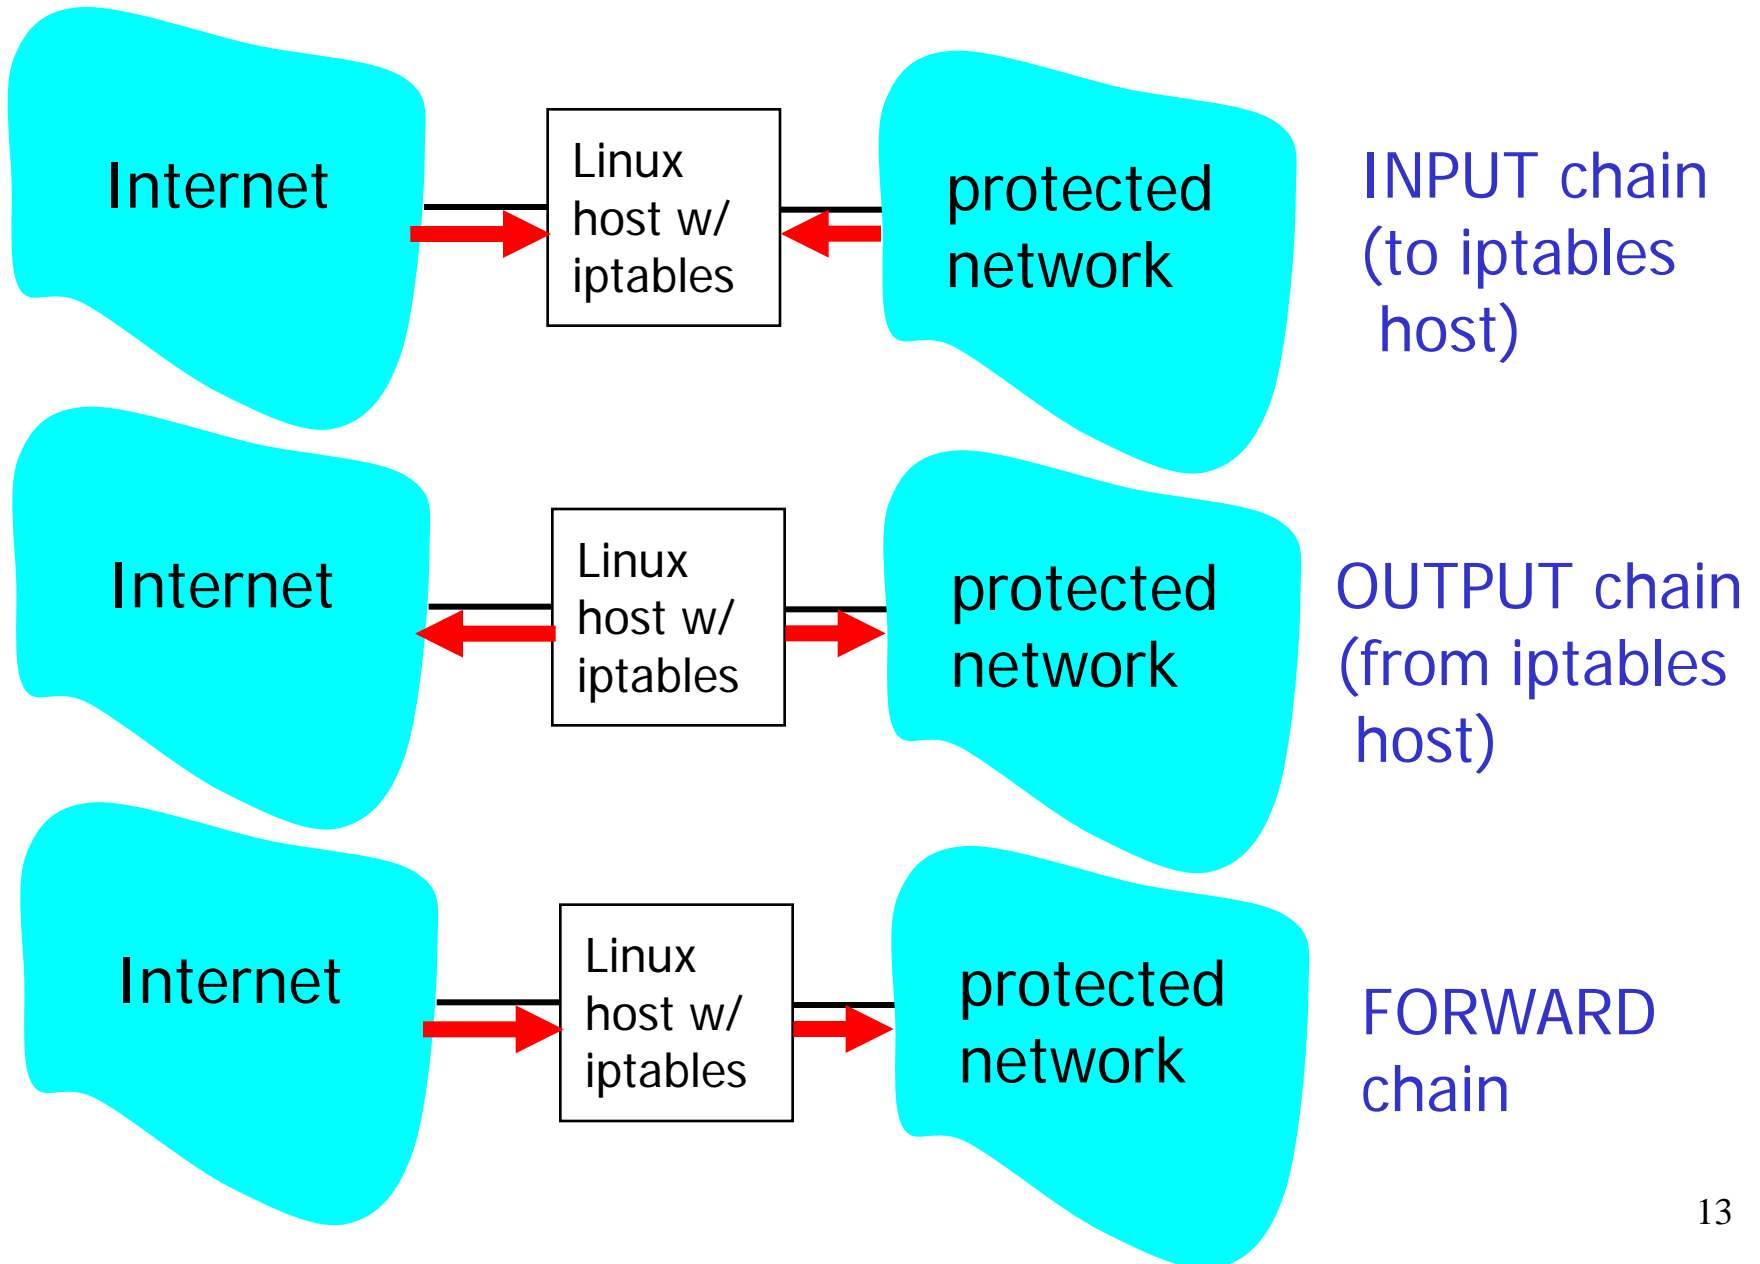 Internet
Linux
host w/
iptables
protected
network
INPUT chain
(to iptables
host)
Internet
Linux
host w/
iptables
protected
network
OUTPUT chain
(from iptables
host)
Internet
Linux
host w/
iptables
protected
network
FORWARD
chain
13